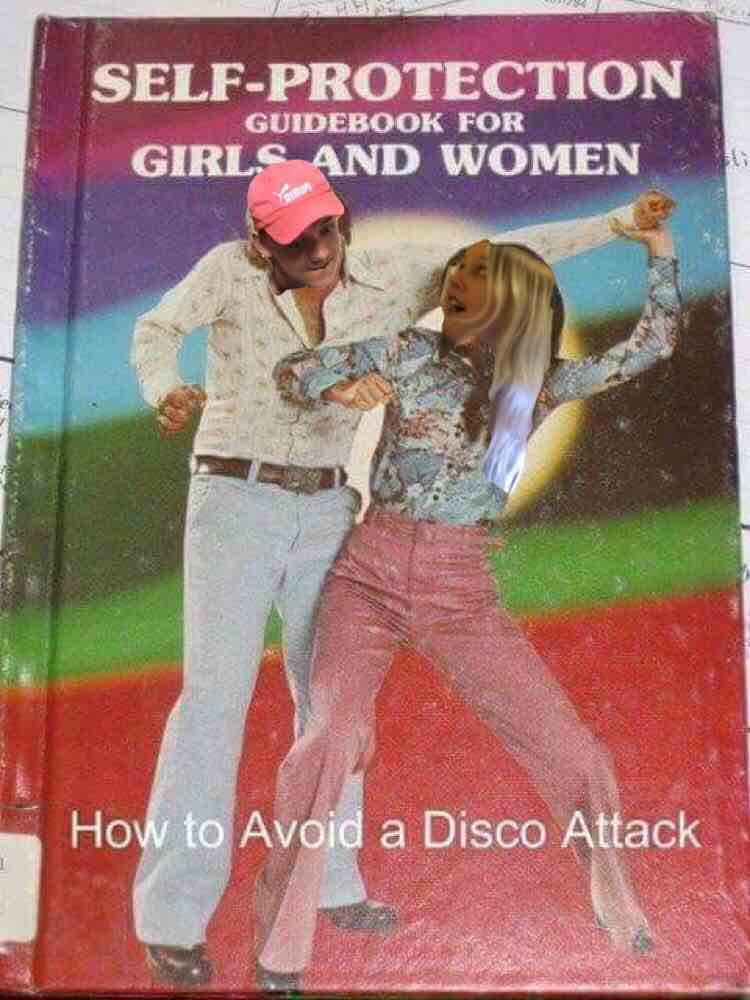 SELF-PROTECTION
GUIDEBOOK FOR
GIRLS AND WOMEN
How to Avoid a Disco Attack